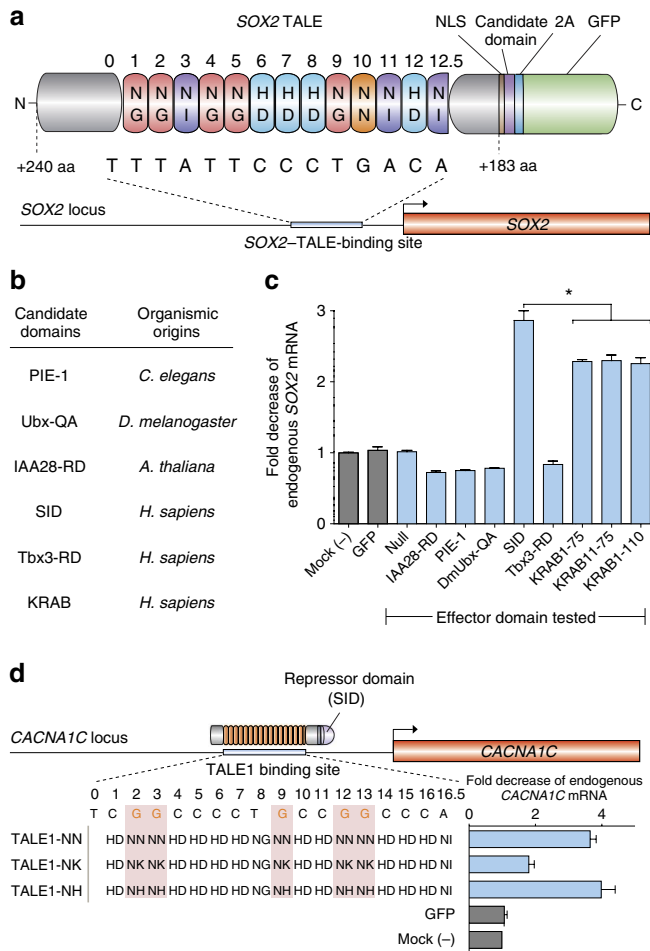 a
SOX2 TALE
NLS Candidate domain 2A GFP
0 1 2 3 4 5 6 7 8 9 10 11 12 12.5
N N N N N N H H H N N N H N
G G I G G D D D G N I D I
N C
+240 aa +183 aa
T T T A T T C C C T G A C A
SOX2 locus
SOX2
SOX2–TALE-binding site
b
Candidate domains Organismic origins
PIE-1 C. elegans
Ubx-QA D. melanogaster
IAA28-RD A. thaliana
SID H. sapiens
Tbx3-RD H. sapiens
KRAB H. sapiens
c
Fold decrease of
endogenous SOX2 mRNA
3
2
1
0
*
Mock (–) GFP Null IAA28-RD PIE-1 DmUbx-QA SID Tbx3-RD KRAB1-75 KRAB11-75 KRAB1-110
Effector domain tested
d
Repressor domain
(SID)
CACNA1C locus
CACNA1C
TALE1 binding site
Fold decrease of endogenous
CACNA1C mRNA
0 1 2 3 4 5 6 7 8 9 10 11 12 13 14 15 16 16.5
0 2 4
T C G G C C C C T G C C G G C C C A
TALE1-NN HD NN NN HD HD HD HD NG NN HD HD NN NN HD HD HD NI
TALE1-NK HD NK NK HD HD HD HD NG NK HD HD NK NK HD HD HD NI
TALE1-NH HD NH NH HD HD HD HD NG NH HD HD NH NH HD HD HD NI
GFP
Mock (–)